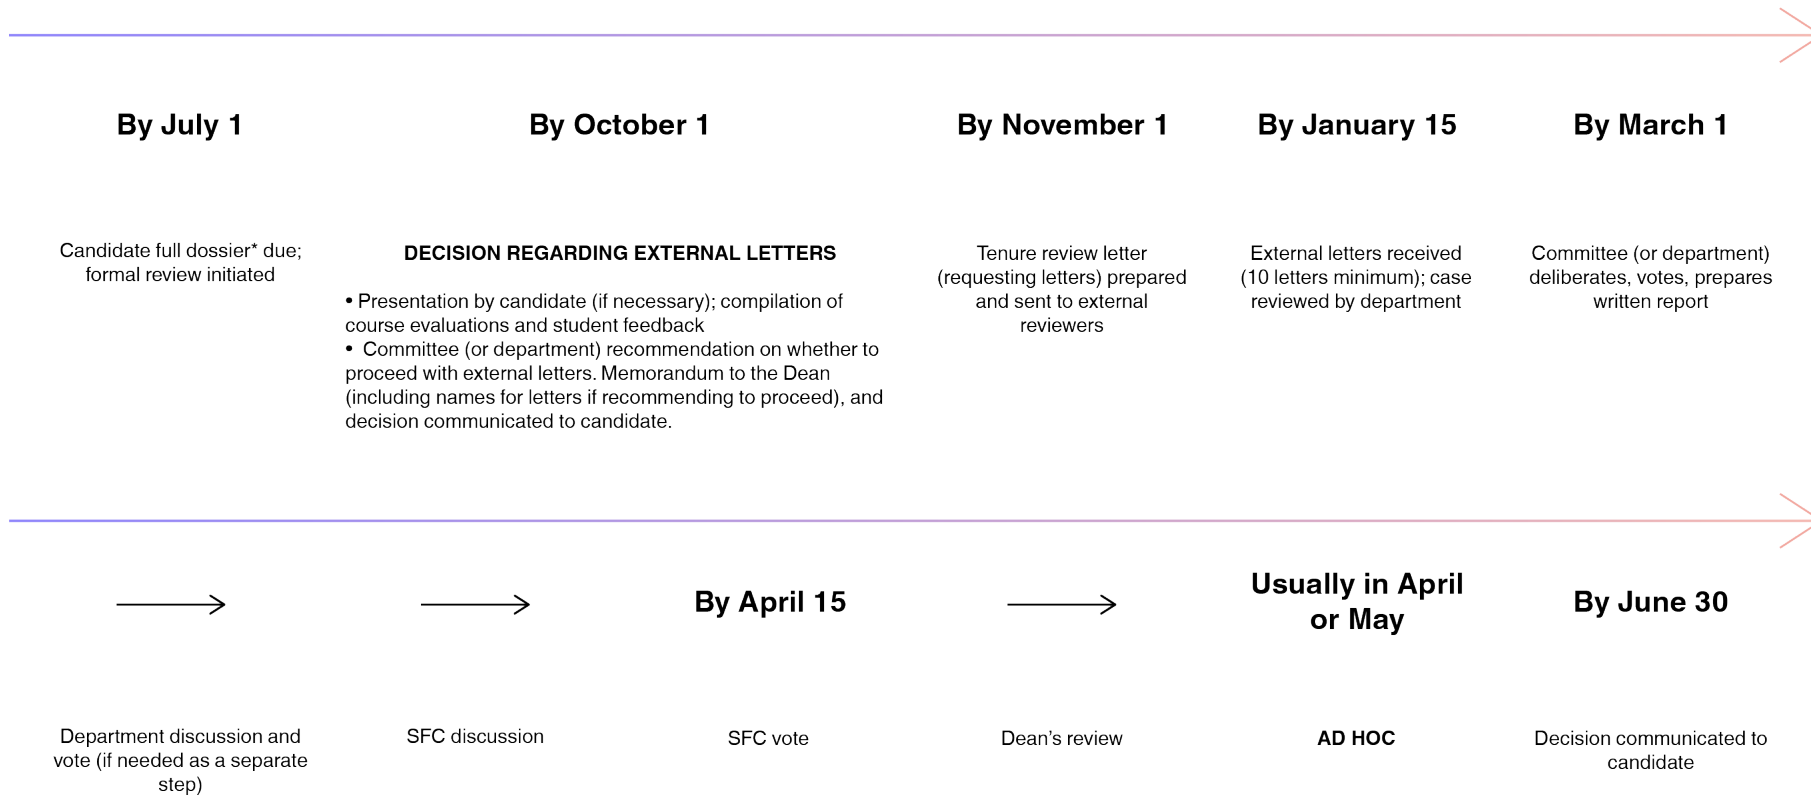 By July 1
By October 1
By November 1
By January 15
By March 1
Candidate full dossier* due;
formal review initiated
DECISION REGARDING EXTERNAL LETTERS
• Presentation by candidate (if necessary); compilation of
course evaluations and student feedback
• Committee (or department) recommendation on whether to
proceed with external letters. Memorandum to the Dean
(including names for letters if recommending to proceed), and
decision communicated to candidate.
Tenure review letter
(requesting letters) prepared
and sent to external
reviewers
External letters received
(10 letters minimum); case
reviewed by department
Committee (or department)
deliberates, votes, prepares
written report
By April 15
Usually in April
or May
By June 30
Department discussion and
vote (if needed as a separate
step)
SFC discussion
SFC vote
Dean’s review
AD HOC
Decision communicated to
candidate